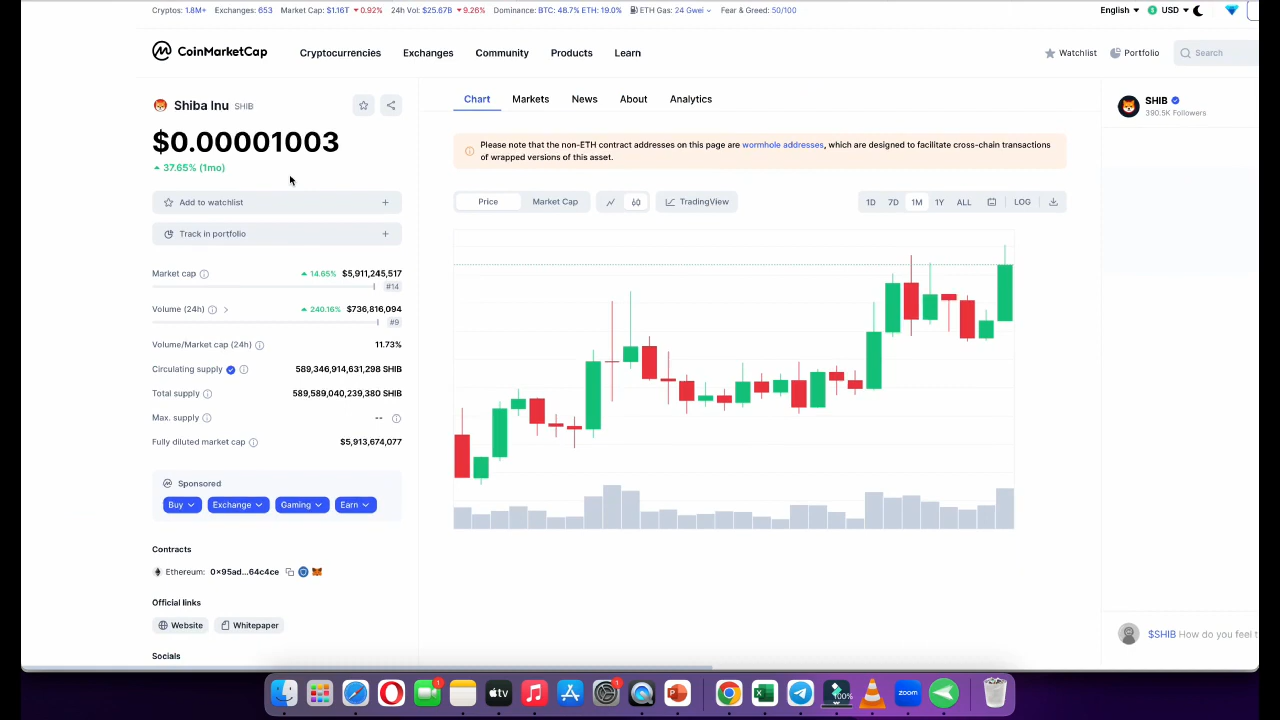 Cryptos: 1.8M+ Exchanges: 653 Market Cap: $1.16T 0.92% 24h Vol: $25.67B 9.26% Dominance: BTC: 48.7% ETH: 19.0% ETH Gas: 24 Gwei Fear & Greed: 50/100 English USD
CoinMarketCap Cryptocurrencies Exchanges Community Products Learn Watchlist Portfolio Search
Shiba Inu SHIB
$0.00001003
37.65% (1mo)
Add to watchlist +
Track in portfolio +
Market cap 14.65% $5,911,245,517
#14
Volume (24h) 240.16% $736,816,094
#9
Volume/Market cap (24h) 11.73%
Circulating supply 589,346,914,631,298 SHIB
Total supply 589,589,040,239,380 SHIB
Max. supply --
Fully diluted market cap $5,913,674,077
Sponsored
Buy Exchange Gaming Earn
Contracts
Ethereum: 0x95ad...64c4ce
Official links
Website Whitepaper
Socials
Chart Markets News About Analytics
Please note that the non-ETH contract addresses on this page are wormhole addresses, which are designed to facilitate cross-chain transactions
of wrapped versions of this asset.
Price Market Cap TradingView 1D 7D 1M 1Y ALL LOG
SHIB
390.5K Followers
$SHIB How do you feel t
1
tv
1
100%
zoom